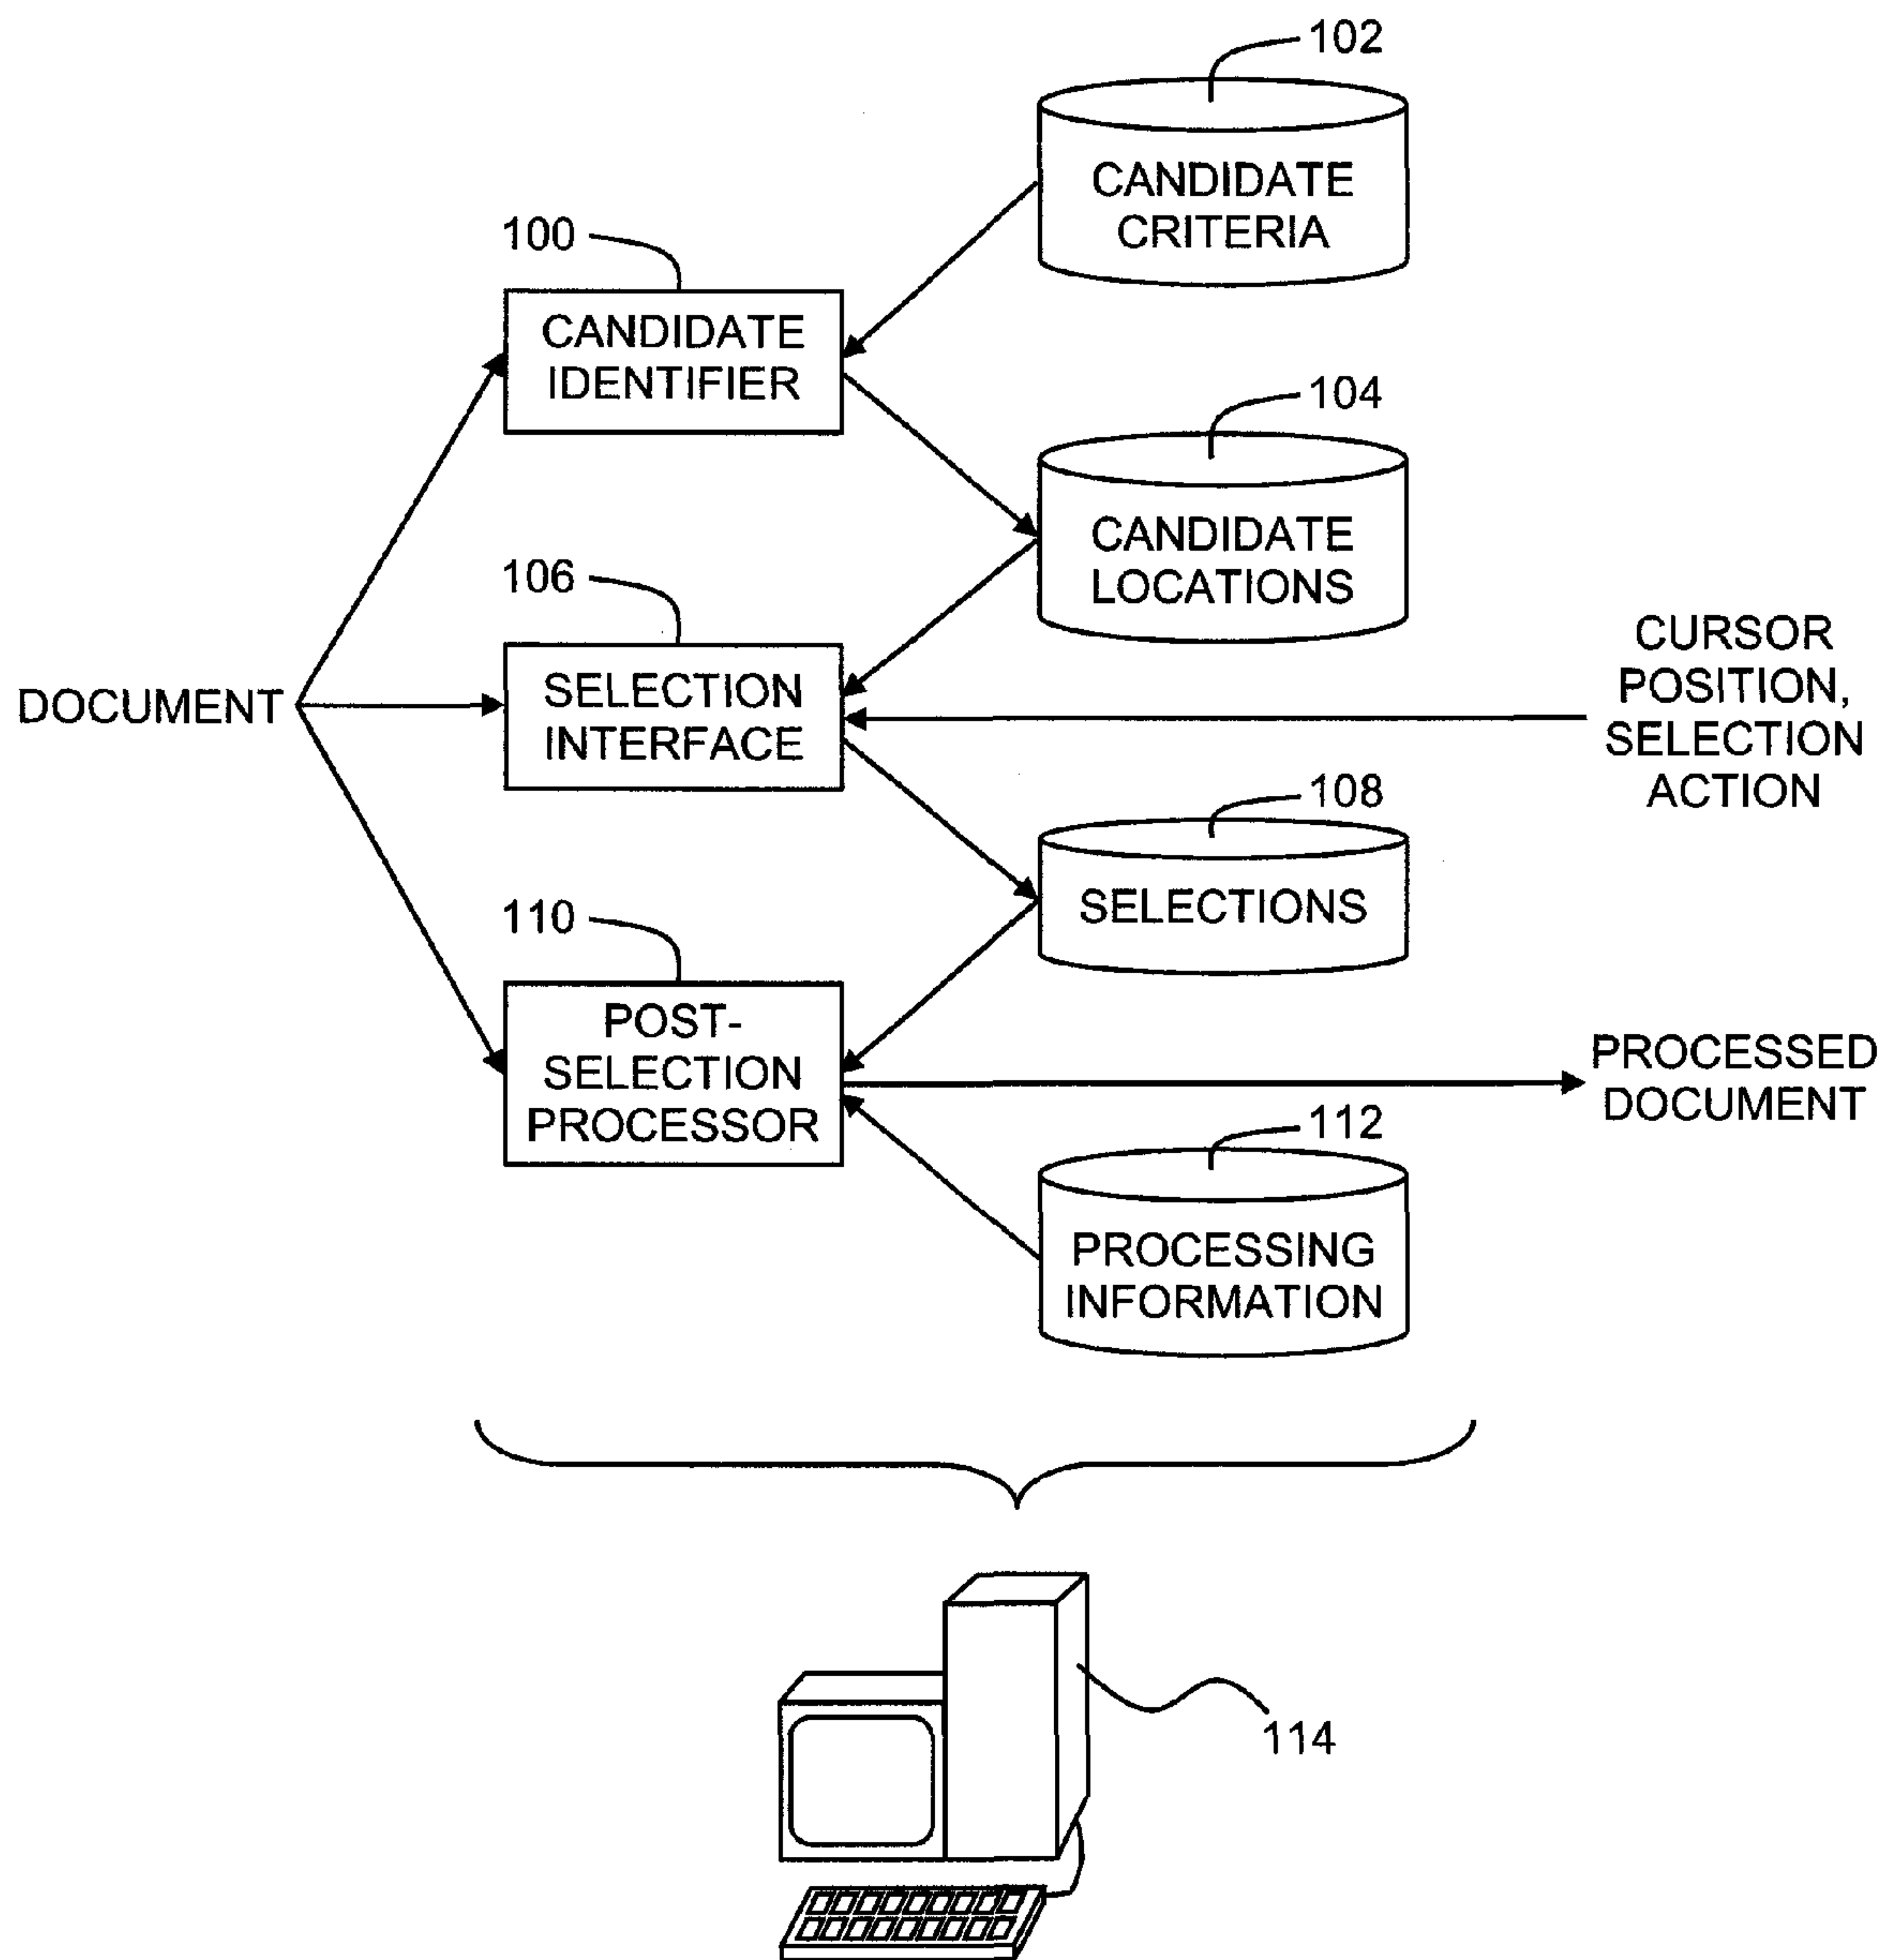 102
CANDIDATE
CRITERIA
100
CANDIDATE
IDENTIFIER
104
CANDIDATE
LOCATIONS
106
SELECTION
INTERFACE
DOCUMENT
CURSOR
POSITION,
SELECTION
ACTION
108
SELECTIONS
110
POST-
SELECTION
PROCESSOR
PROCESSED
DOCUMENT
112
PROCESSING
INFORMATION
114